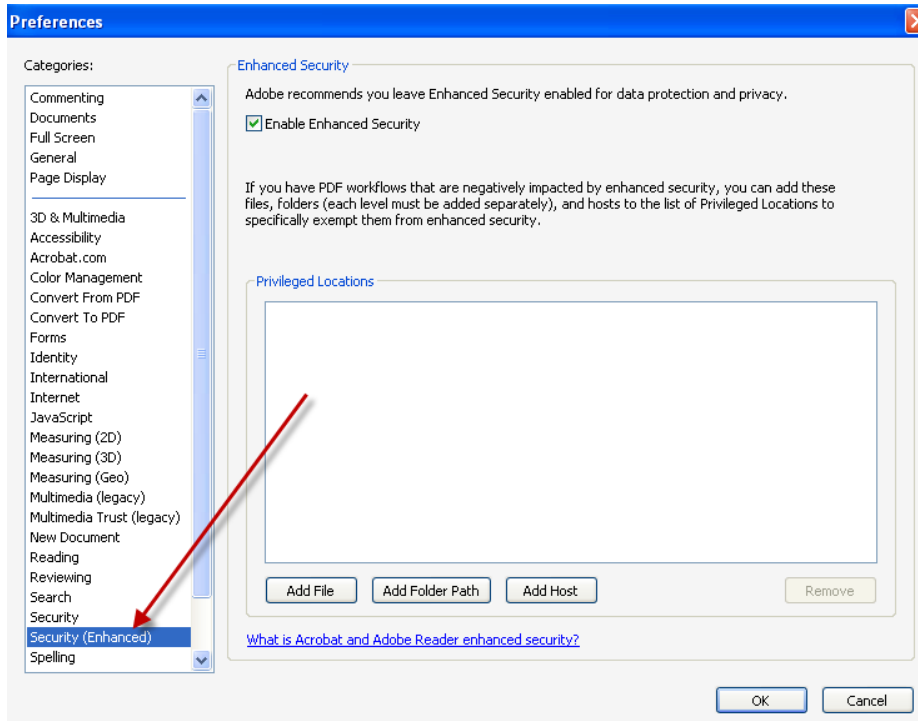 Preferences
Categories:
Commenting
Documents
Full Screen
General
Page Display
3D & Multimedia
Accessibility
Acrobat.com
Color Management
Convert From PDF
Convert To PDF
Forms
Identity
International
Internet
JavaScript
Measuring (2D)
Measuring (3D)
Measuring (Geo)
Multimedia (legacy)
Multimedia Trust (legacy)
New Document
Reading
Reviewing
Search
Security
Security (Enhanced)
Spelling
Enhanced Security
Adobe recommends you leave Enhanced Security enabled for data protection and privacy.
Enable Enhanced Security
If you have PDF workflows that are negatively impacted by enhanced security, you can add these
files, folders (each level must be added separately), and hosts to the list of Privileged Locations to
specifically exempt them from enhanced security.
Privileged Locations
Add File
Add Folder Path
Add Host
Remove
What is Acrobat and Adobe Reader enhanced security?
OK
Cancel